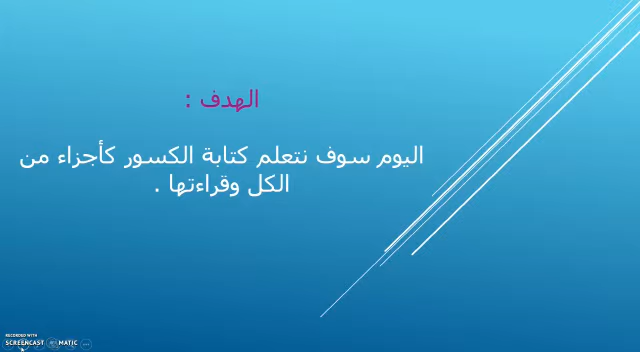 الهدف :
اليوم سوف نتعلم كتابة الكسور كأجزاء من
الكل وقراءتها .
RECORDED WITH
SCREENCAST MATIC